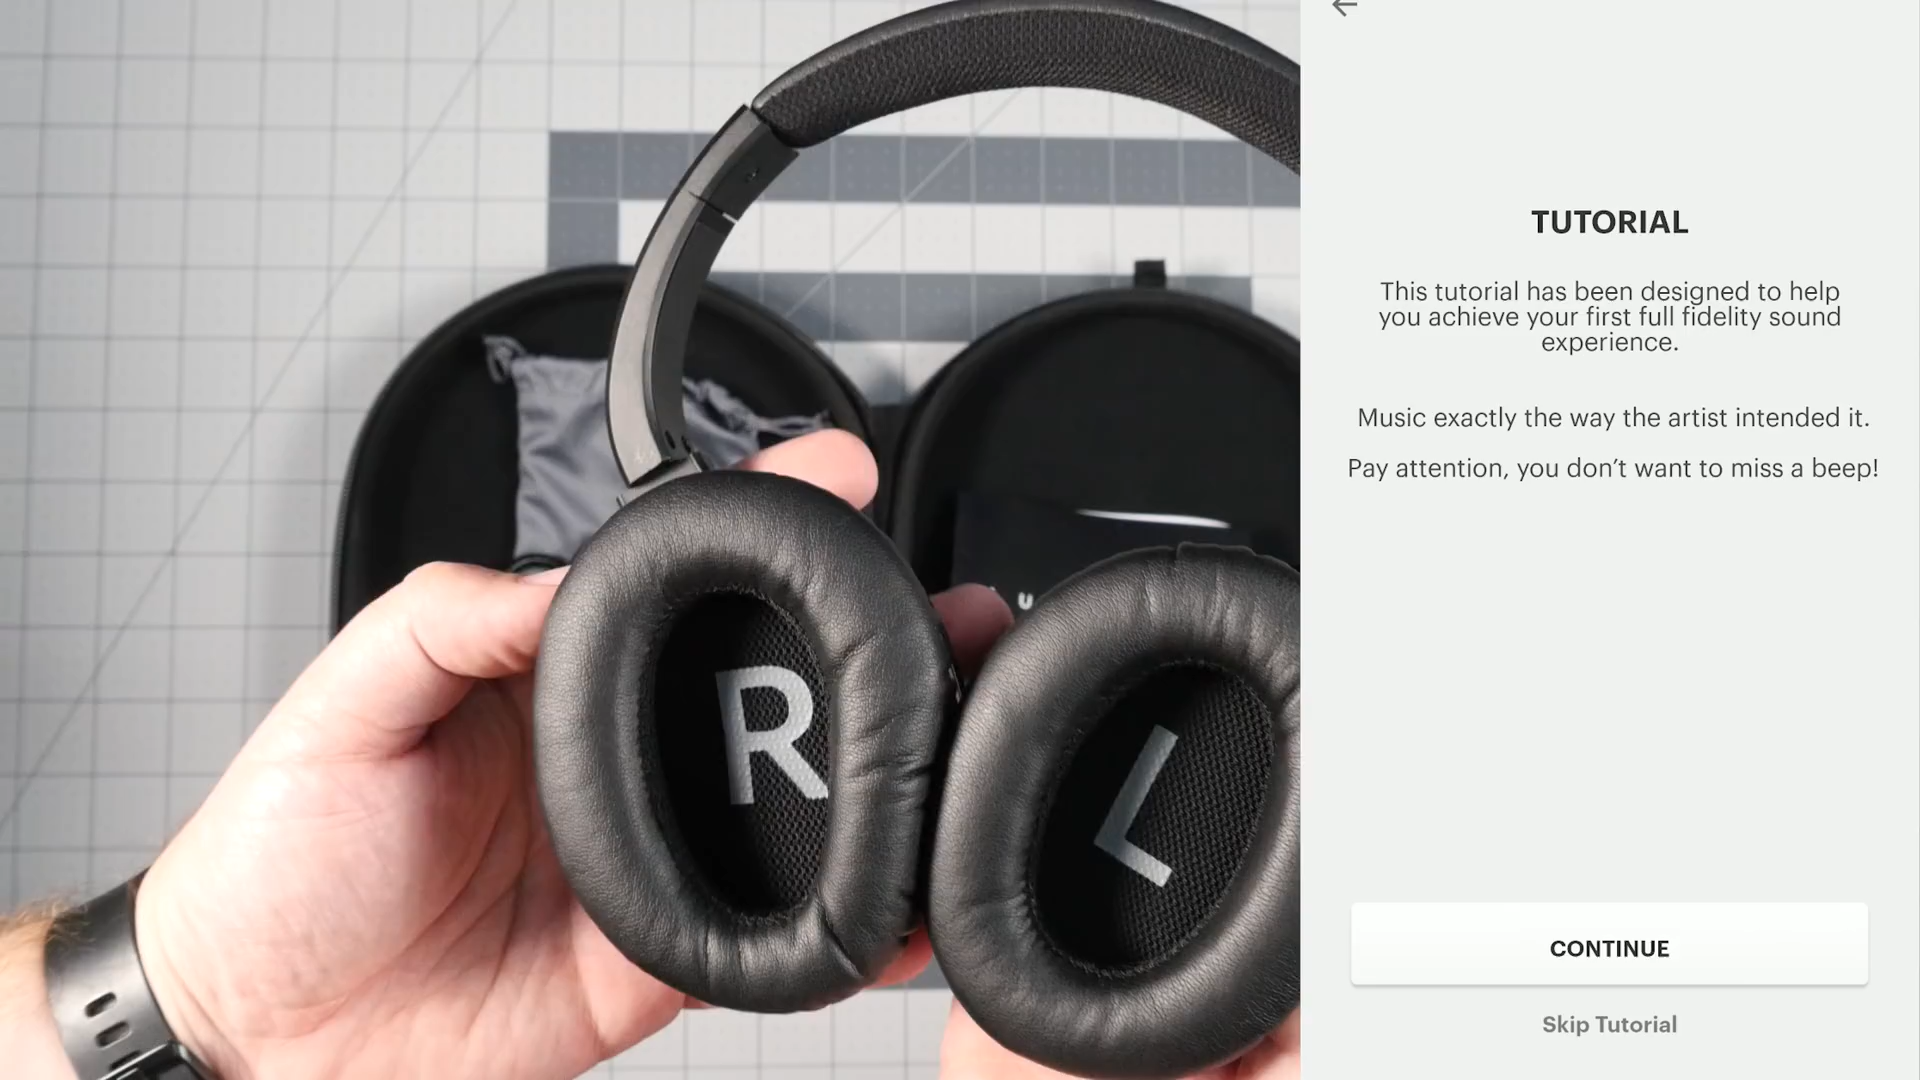 R
L
TUTORIAL
This tutorial has been designed to help
you achieve your first full fidelity sound
experience.
Music exactly the way the artist intended it.
Pay attention, you don’t want to miss a beep!
CONTINUE
Skip Tutorial